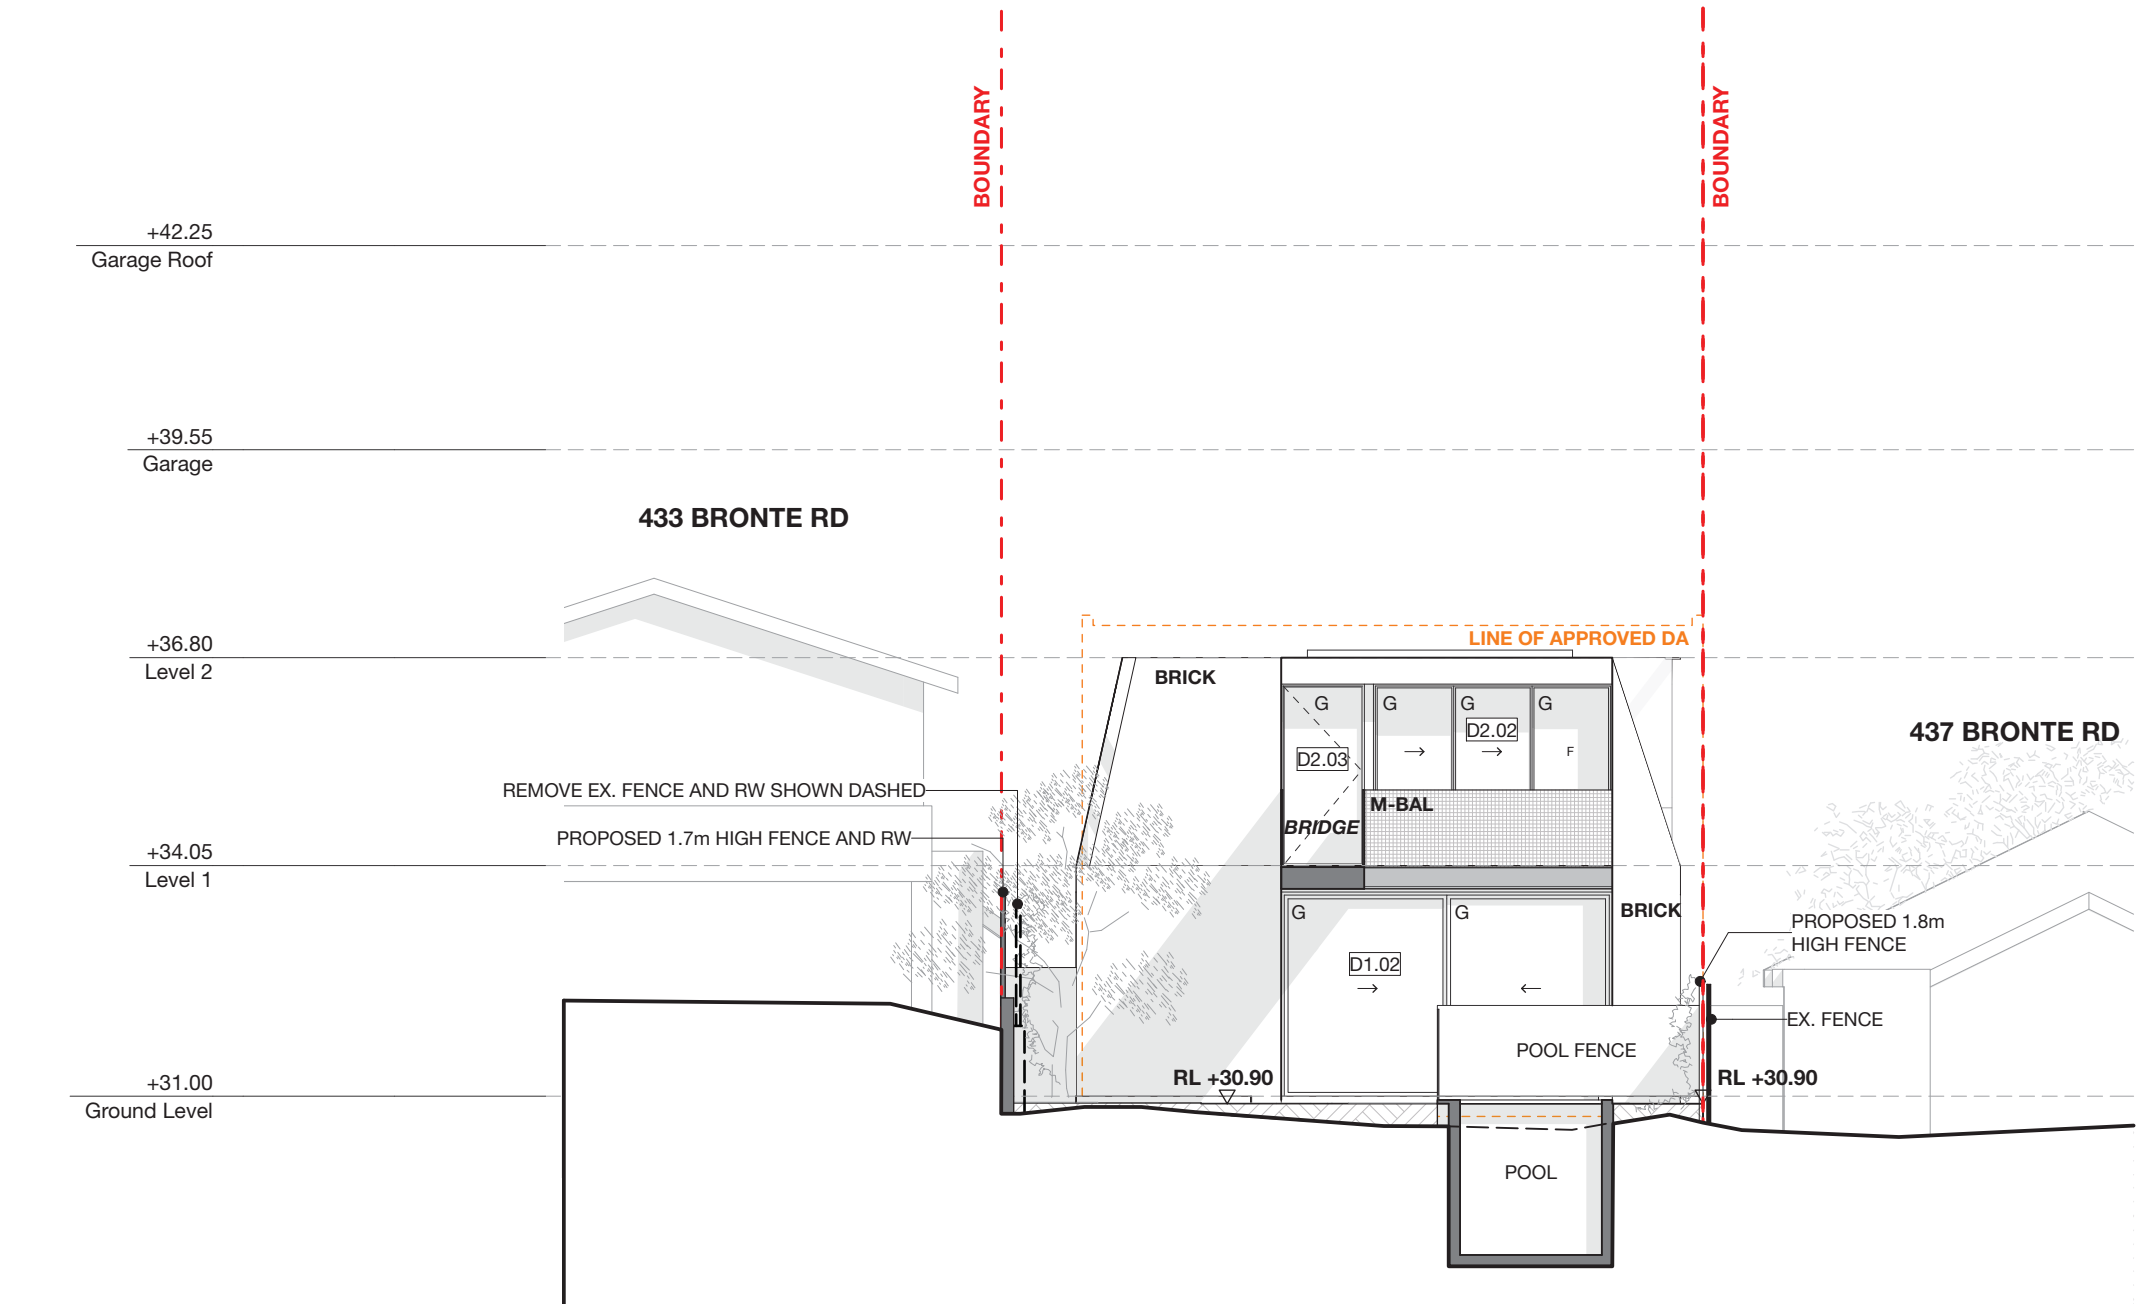 BOUNDARY
BOUNDARY
+42.25
Garage Roof
+39.55
Garage
433 BRONTE RD
+36.80
Level 2
LINE OF APPROVED DA
BRICK
G
G
G
G
D2.02
D2.03
F
437 BRONTE RD
REMOVE EX. FENCE AND RW SHOWN DASHED
M-BAL
BRIDGE
PROPOSED 1.7m HIGH FENCE AND RW
+34.05
Level 1
G
G
BRICK
PROPOSED 1.8m
HIGH FENCE
D1.02
EX. FENCE
POOL FENCE
+31.00
Ground Level
RL +30.90
RL +30.90
POOL